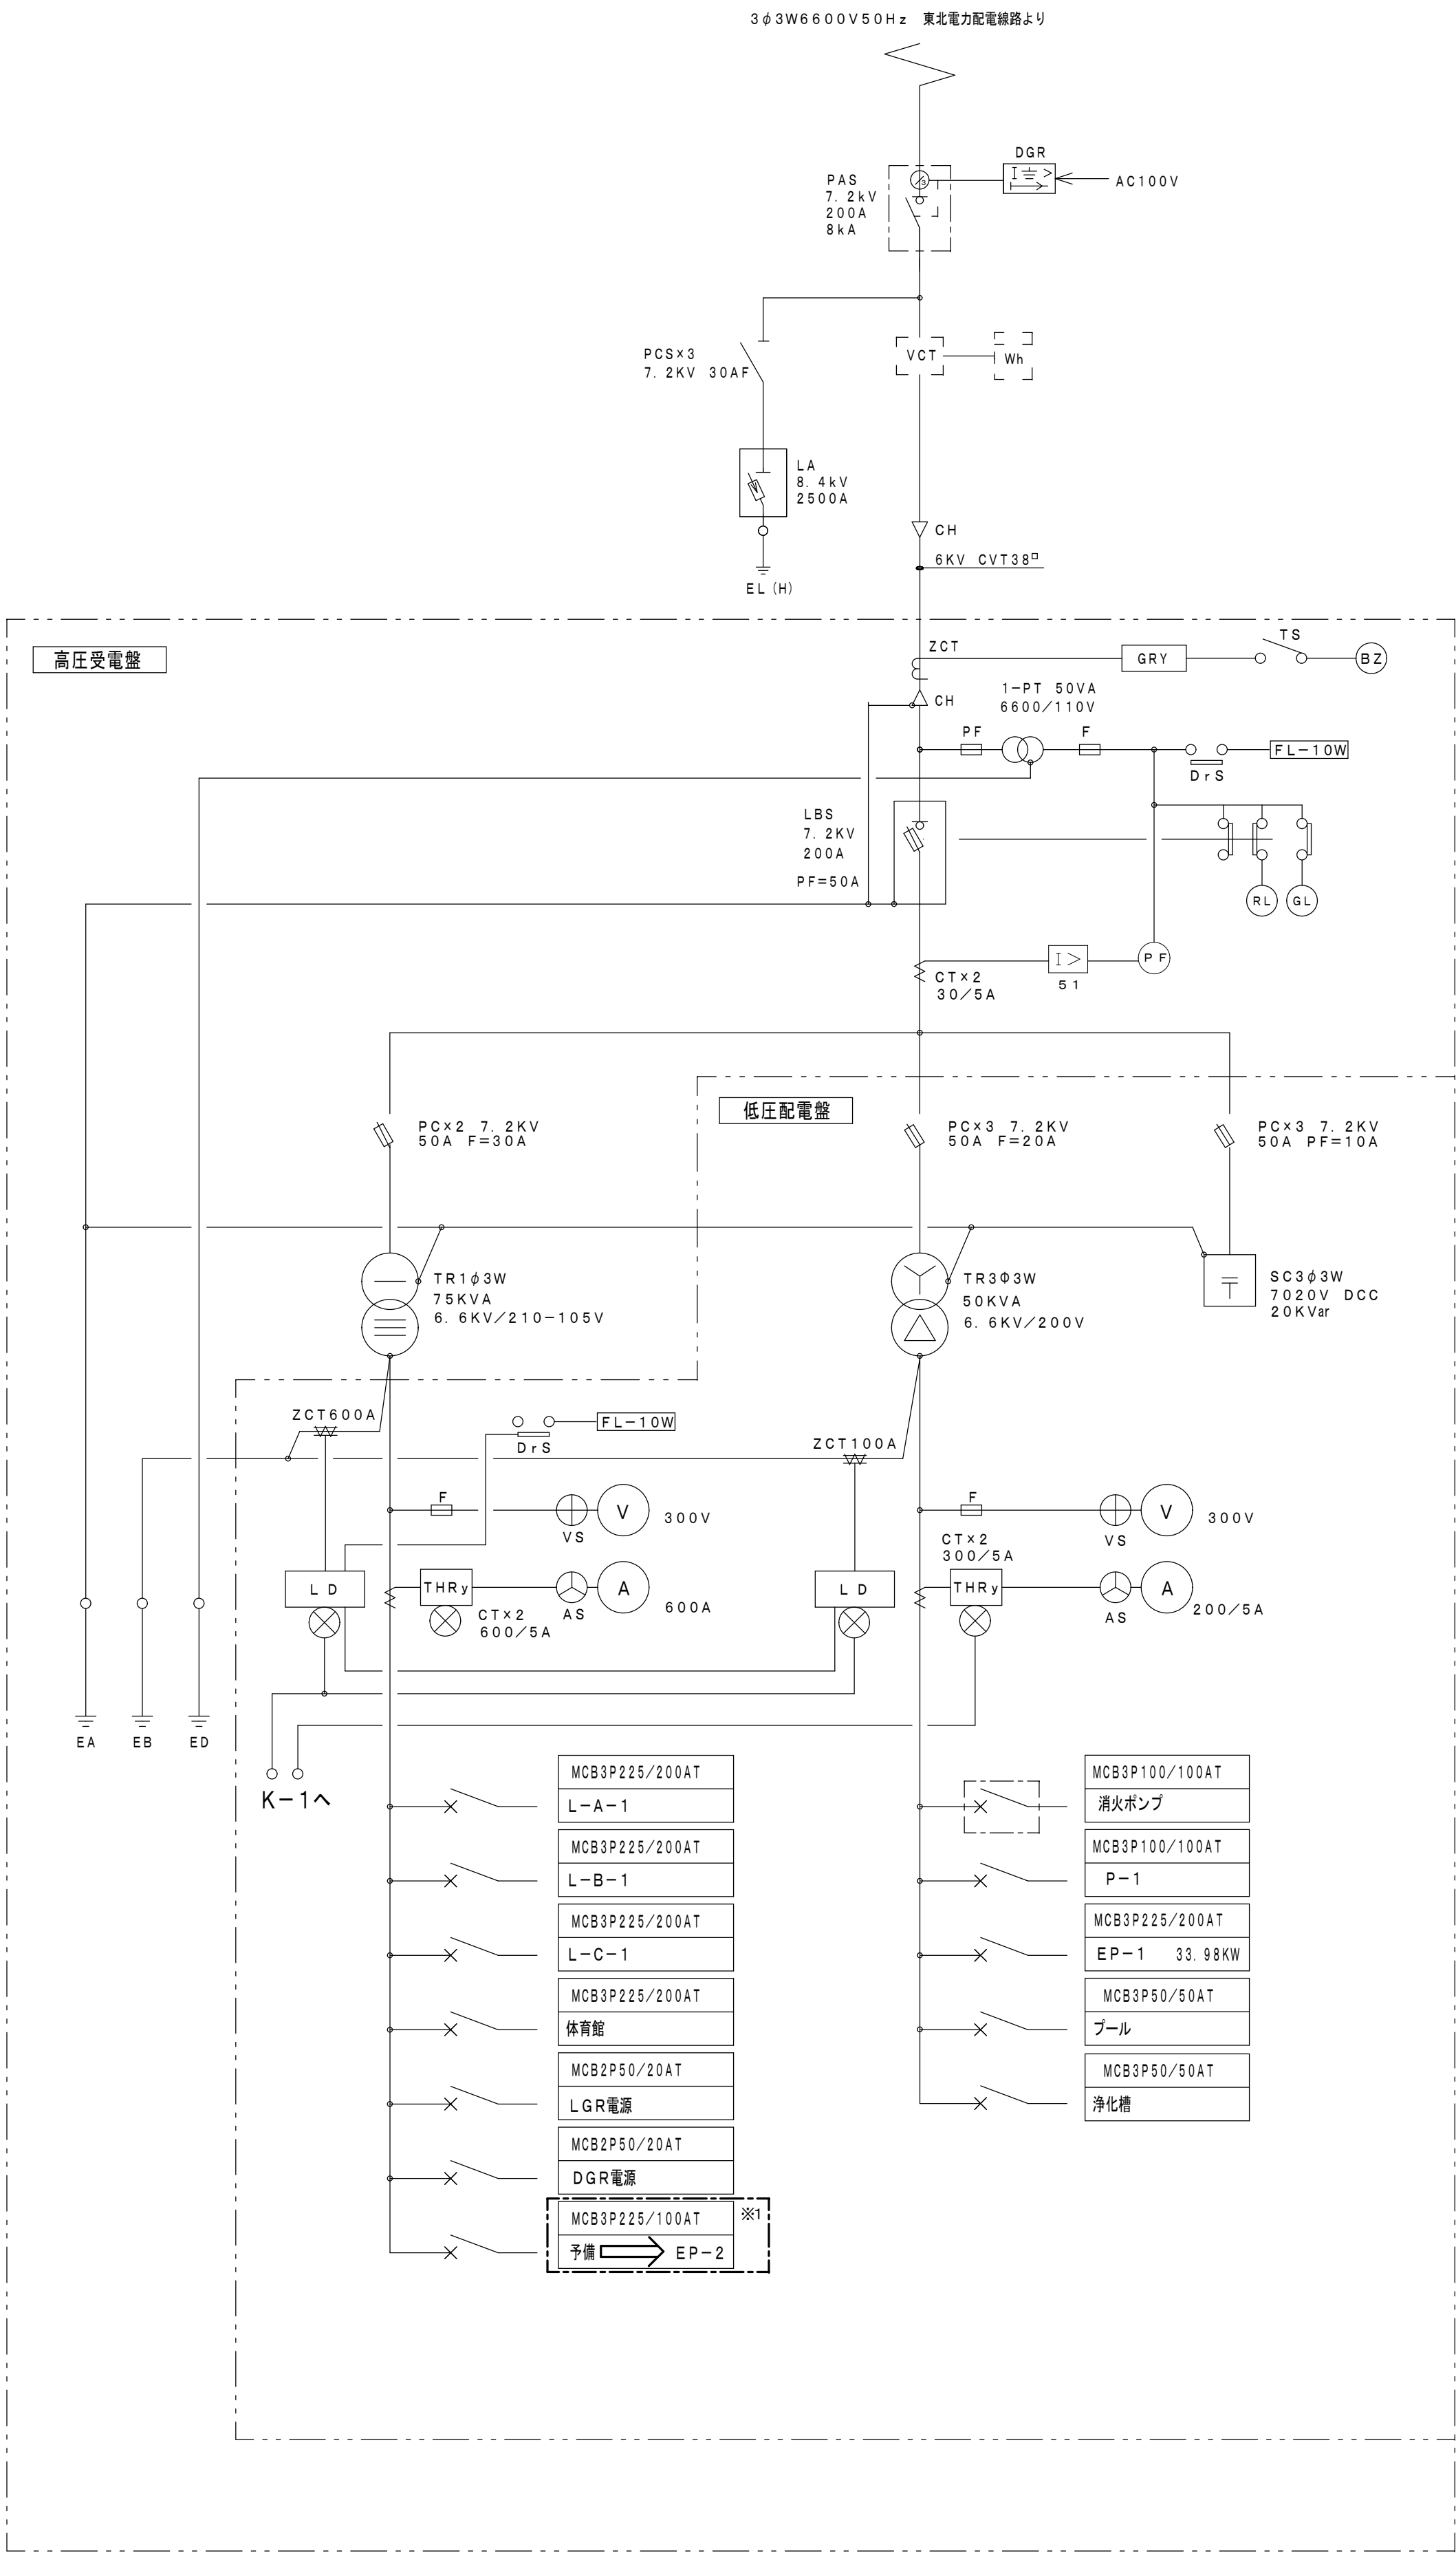 3φ3W6600V50Hz 東北電力配電線路より
DGR
I >
AC100V
PAS
7.2kV
200A
8kA
PCS×3
7.2KV 30AF
VCT
Wh
LA
8.4kV
2500A
EL(H)
CH
6KV CVT38□
高圧受電盤
ZCT
GRY
TS
BZ
CH
1-PT 50VA
6600/110V
PF
F
DrS
FL-10W
LBS
7.2KV
200A
PF=50A
RL
GL
CT×2
30/5A
I>
51
PF
低圧配電盤
PC×2 7.2KV
50A F=30A
PC×3 7.2KV
50A F=20A
PC×3 7.2KV
50A PF=10A
TR1φ3W
75KVA
6.6KV/210-105V
TR3Φ3W
50KVA
6.6KV/200V
SC3φ3W
7020V DCC
20KVar
ZCT600A
DrS
FL-10W
ZCT100A
F
VS
V
300V
F
VS
V
300V
LD
THRy
CT×2
600/5A
AS
A
600A
LD
CT×2
300/5A
THRy
AS
A
200/5A
EA
EB
ED
K-1へ
MCB3P225/200AT
L-A-1
MCB3P225/200AT
L-B-1
MCB3P225/200AT
L-C-1
MCB3P225/200AT
体育館
MCB2P50/20AT
LGR電源
MCB2P50/20AT
DGR電源
MCB3P225/100AT
※1
予備 EP-2
MCB3P100/100AT
消火ポンプ
MCB3P100/100AT
P-1
MCB3P225/200AT
EP-1 33.98KW
MCB3P50/50AT
プール
MCB3P50/50AT
浄化槽